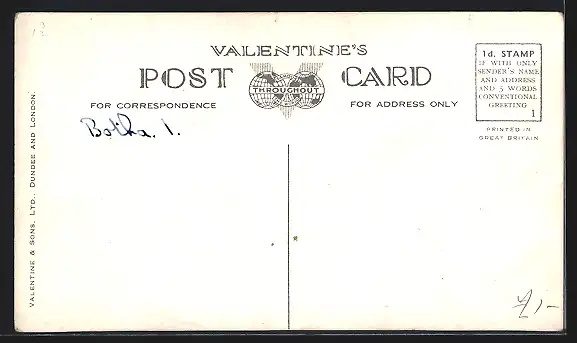 VALENTINE'S
POST CARD
THROUGHOUT
FOR CORRESPONDENCE
FOR ADDRESS ONLY
1d. STAMP
IF WITH ONLY
SENDER'S NAME
AND ADDRESS
AND 5 WORDS
CONVENTIONAL
GREETING
1
PRINTED IN
GREAT BRITAIN
Botha. 1.
VALENTINE & SONS, LTD., DUNDEE AND LONDON.